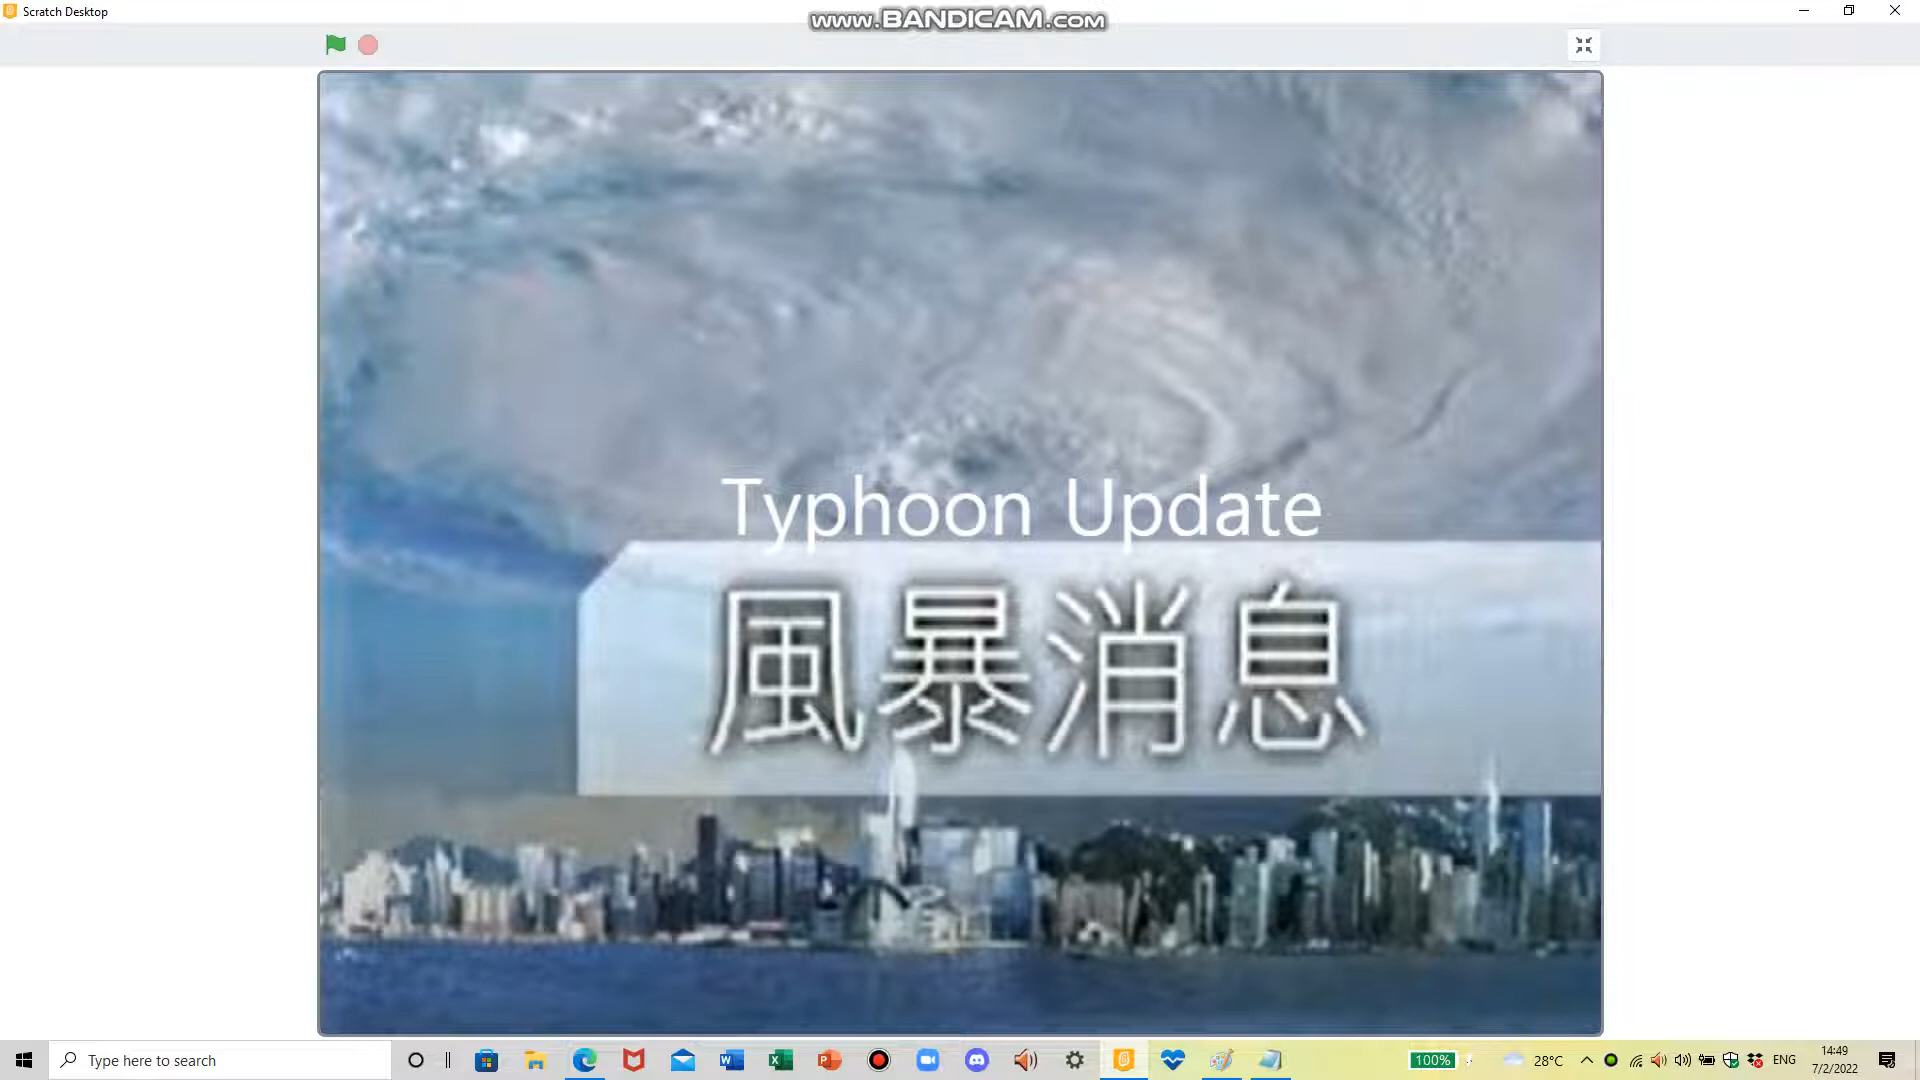 Scratch Desktop
www.BANDICAM.com
Typhoon Update
風暴消息
Type here to search
100%
28°C
ENG
14:49
7/2/2022